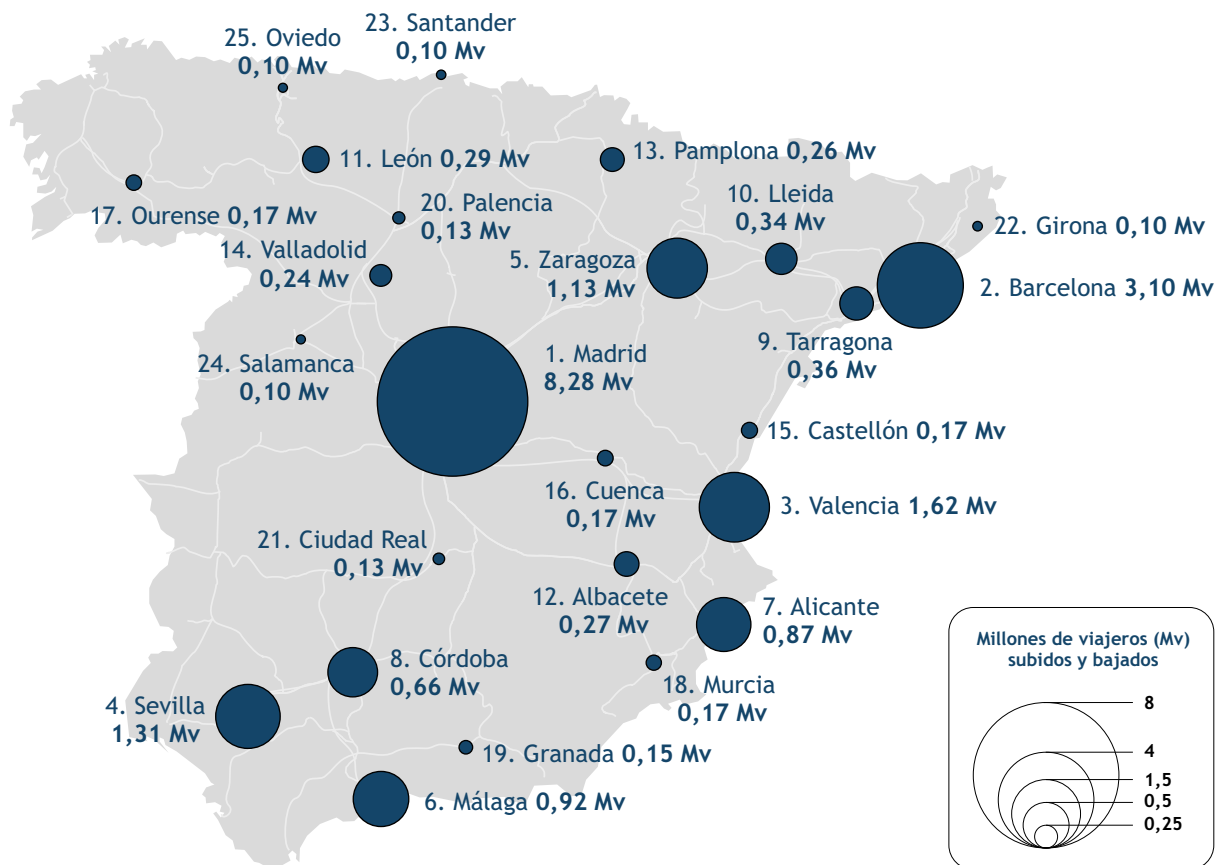 23. Santander
0,10 Mv
25. Oviedo
0,10 Mv
11. León 0,29 Mv
13. Pamplona 0,26 Mv
10. Lleida
0,34 Mv
17. Ourense 0,17 Mv
20. Palencia
0,13 Mv
22. Girona 0,10 Mv
14. Valladolid
0,24 Mv
5. Zaragoza
1,13 Mv
2. Barcelona 3,10 Mv
9. Tarragona
0,36 Mv
24. Salamanca
0,10 Mv
1. Madrid
8,28 Mv
15. Castellón 0,17 Mv
16. Cuenca
0,17 Mv
3. Valencia 1,62 Mv
21. Ciudad Real
0,13 Mv
12. Albacete
0,27 Mv
7. Alicante
0,87 Mv
8. Córdoba
0,66 Mv
18. Murcia
0,17 Mv
4. Sevilla
1,31 Mv
19. Granada 0,15 Mv
6. Málaga 0,92 Mv
Millones de viajeros (Mv)
subidos y bajados
8
4
1,5
0,5
0,25